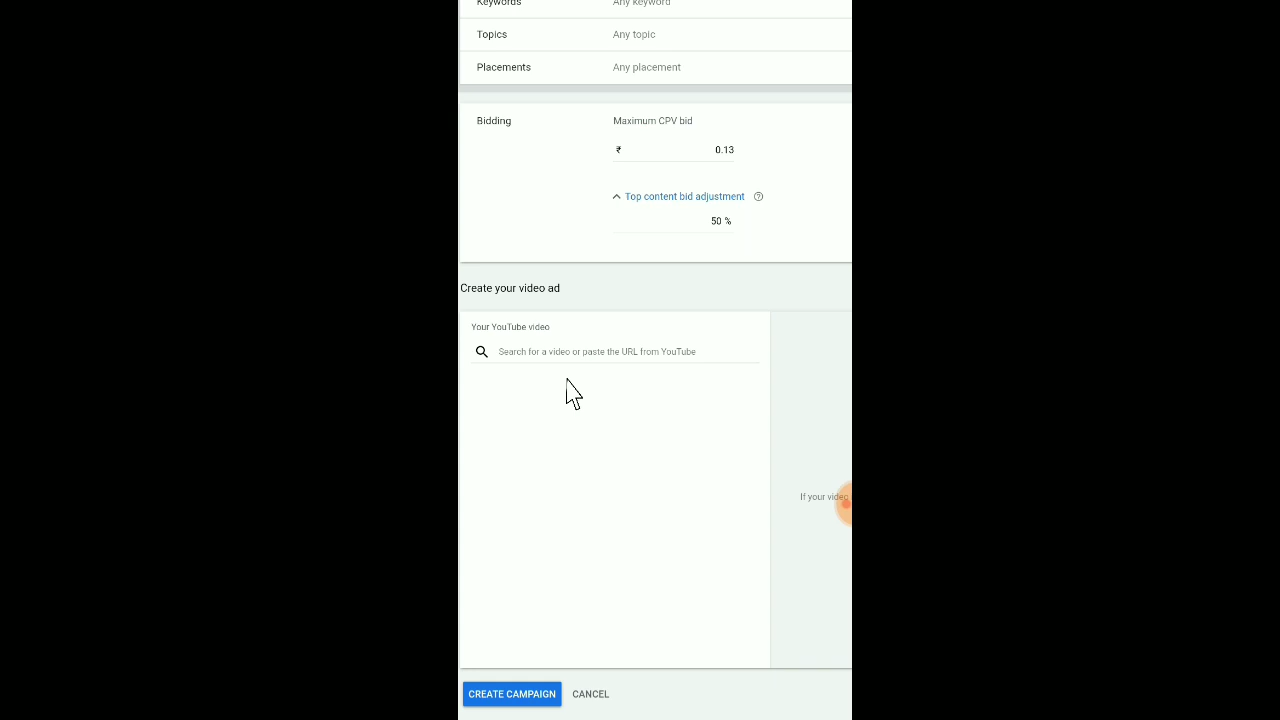 Keywords Any keyword
Topics Any topic
Placements Any placement
Bidding Maximum CPV bid
₹ 0.13
Top content bid adjustment
50 %
Create your video ad
Your YouTube video
Search for a video or paste the URL from YouTube
If your video
CREATE CAMPAIGN CANCEL